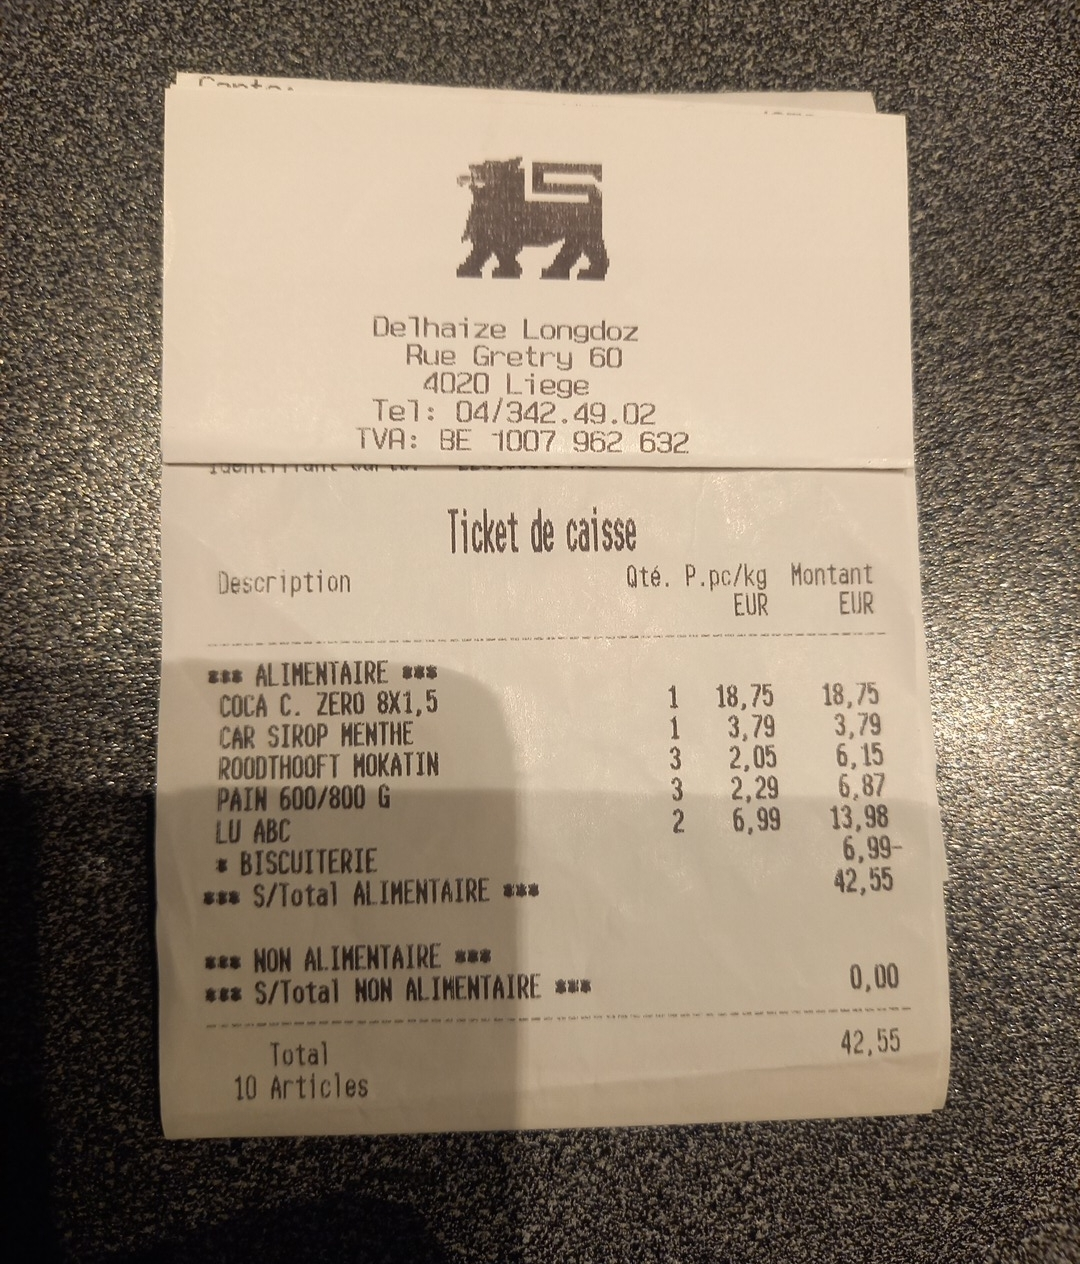 Delhaize Longdoz
Rue Gretry 60
4020 Liege
Tel: 04/342.49.02
TVA: BE 1007 962 632
Ticket de caisse
Description Qté. P.pc/kg Montant
EUR EUR
*** ALIMENTAIRE ***
COCA C. ZERO 8X1,5 1 18,75 18,75
CAR SIROP MENTHE 1 3,79 3,79
ROODTHOOFT MOKATIN 3 2,05 6,15
PAIN 600/800 G 3 2,29 6,87
LU ABC 2 6,99 13,98
* BISCUITERIE 6,99-
*** S/Total ALIMENTAIRE *** 42,55
*** NON ALIMENTAIRE ***
*** S/Total NON ALIMENTAIRE *** 0,00
Total 42,55
10 Articles